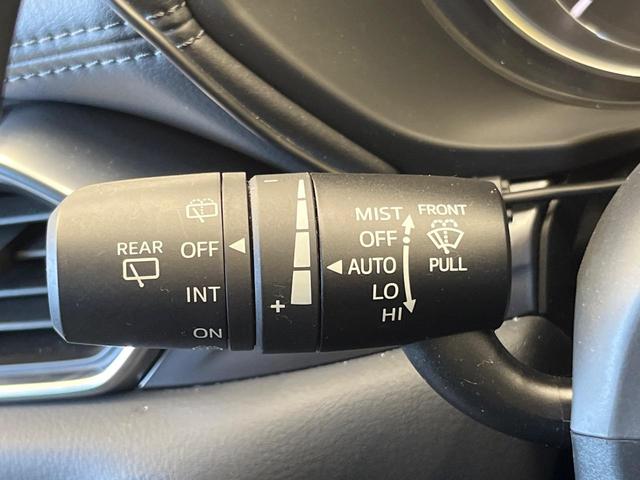 REAR
OFF
INT
ON
−
+
MIST
OFF
AUTO
LO
HI
FRONT
PULL